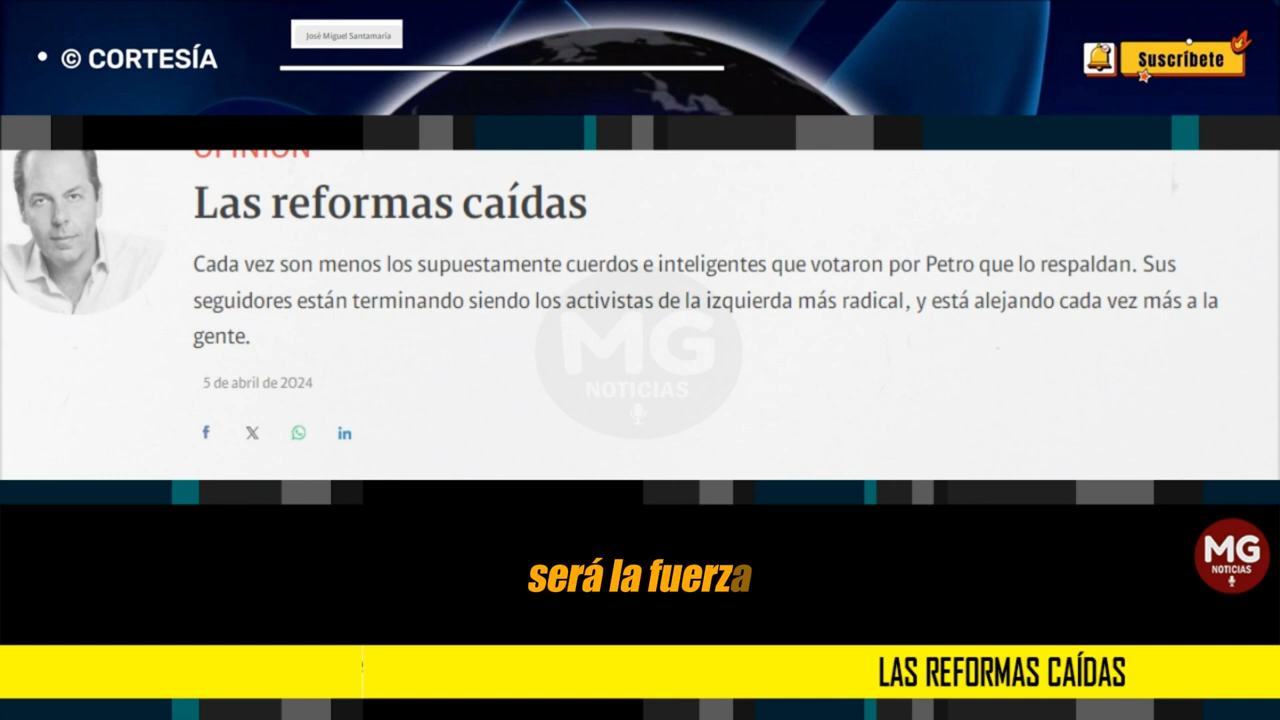 José Miguel Santamaría
• © CORTESÍA
Suscríbete
OPINIÓN
Las reformas caídas
Cada vez son menos los supuestamente cuerdos e inteligentes que votaron por Petro que lo respaldan. Sus
seguidores están terminando siendo los activistas de la izquierda más radical, y está alejando cada vez más a la
gente.
5 de abril de 2024
MG
NOTICIAS
será la fuerza
MG
NOTICIAS
LAS REFORMAS CAÍDAS